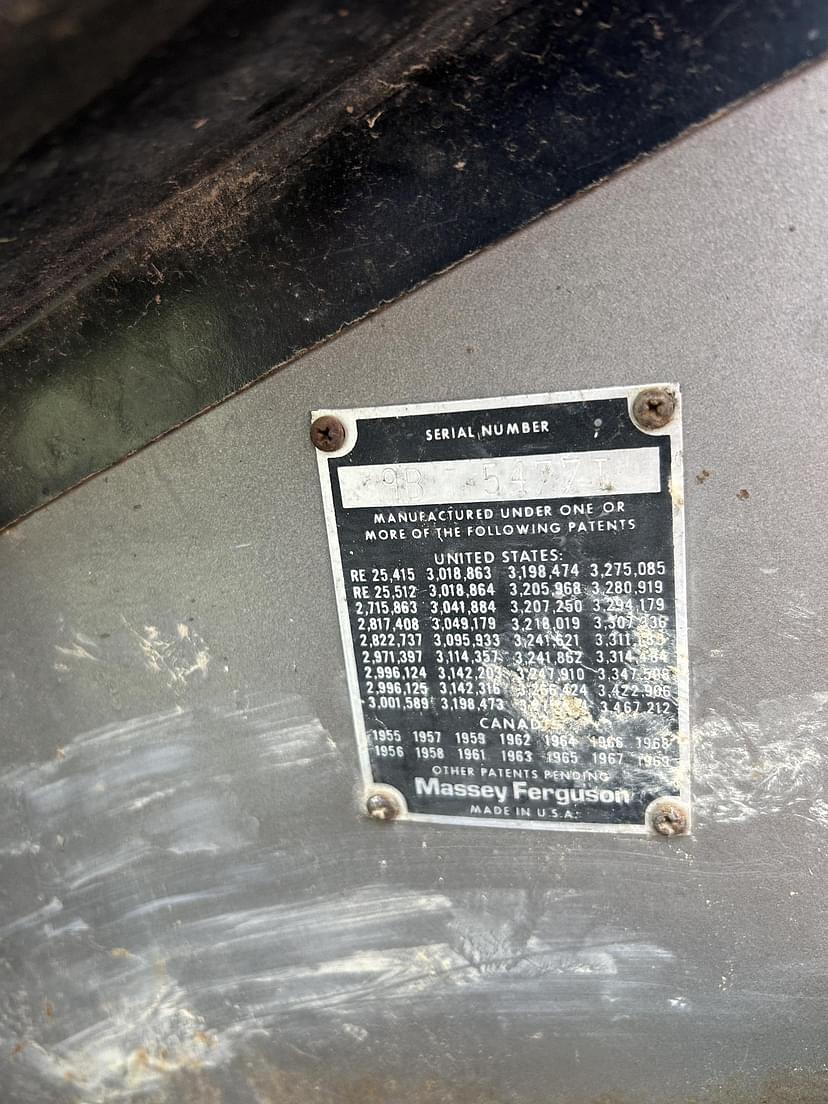 SERIAL NUMBER
MANUFACTURED UNDER ONE OR
MORE OF THE FOLLOWING PATENTS
UNITED STATES:
RE 25,415 3,018,863 3,198,474 3,275,085
RE 25,512 3,018,864 3,205,968 3,280,919
2,715,863 3,041,884 3,207,250 3,294,179
2,817,408 3,049,179 3,218,019 3,307,336
2,822,737 3,095,933 3,241,621
2,971,397 3,114,357 3,241,862
2,996,124 3,142,203 3,247,910
2,996,125 3,142,316 3,422,906
3,001,589 3,198,473 3,467,212
1955 1957 1959 1962 1964 1966 1968
1956 1958 1961 1963 1965 1967 1969
OTHER PATENTS PENDING
Massey Ferguson
MADE IN U.S.A.